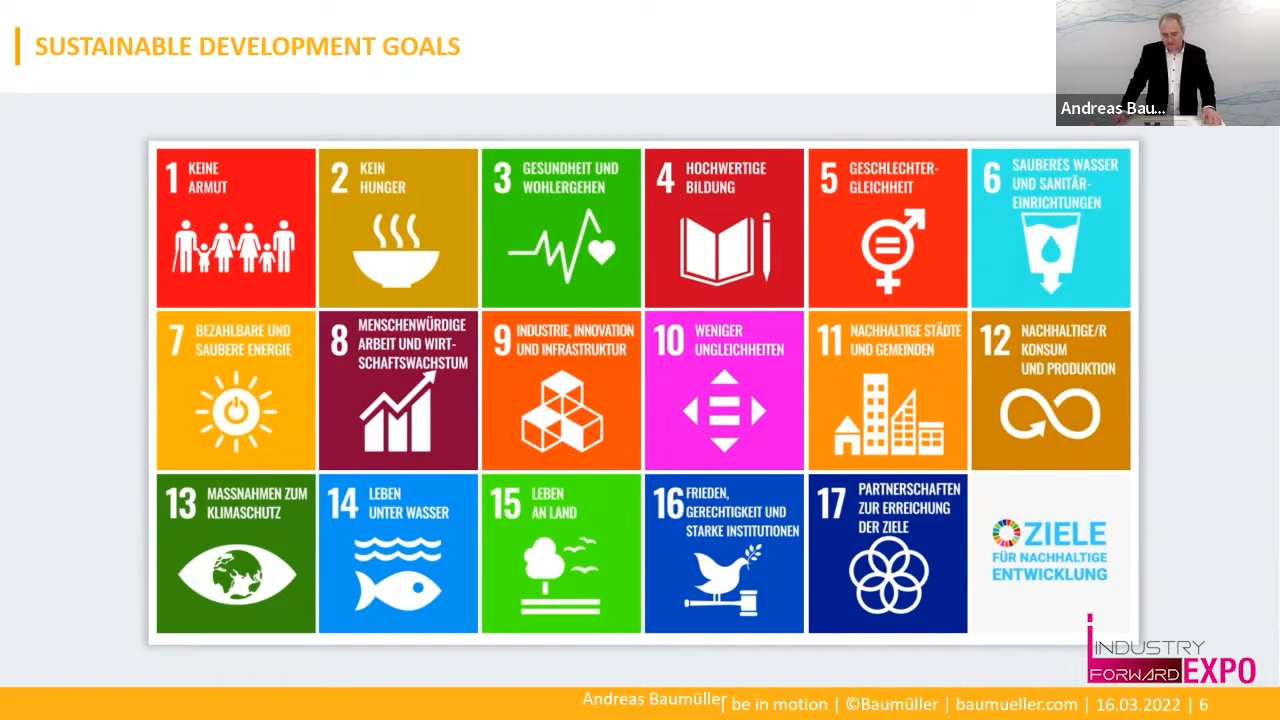 SUSTAINABLE DEVELOPMENT GOALS
Andreas Bau...
1 KEINE
ARMUT
2 KEIN
HUNGER
3 GESUNDHEIT UND
WOHLERGEHEN
4 HOCHWERTIGE
BILDUNG
5 GESCHLECHTER-
GLEICHHEIT
6 SAUBERES WASSER
UND SANITÄR-
EINRICHTUNGEN
7 BEZAHLBARE UND
SAUBERE ENERGIE
8 MENSCHENWÜRDIGE
ARBEIT UND WIRT-
SCHAFTSWACHSTUM
9 INDUSTRIE, INNOVATION
UND INFRASTRUKTUR
10 WENIGER
UNGLEICHHEITEN
11 NACHHALTIGE STÄDTE
UND GEMEINDEN
12 NACHHALTIGE/R
KONSUM
UND PRODUKTION
13 MASSNAHMEN ZUM
KLIMASCHUTZ
14 LEBEN
UNTER WASSER
15 LEBEN
AN LAND
16 FRIEDEN,
GERECHTIGKEIT UND
STARKE INSTITUTIONEN
17 PARTNERSCHAFTEN
ZUR ERREICHUNG
DER ZIELE
ZIELE
FÜR NACHHALTIGE
ENTWICKLUNG
INDUSTRY
FORWARD EXPO
Andreas Baumüller | be in motion | ©Baumüller | baumueller.com | 16.03.2022 | 6